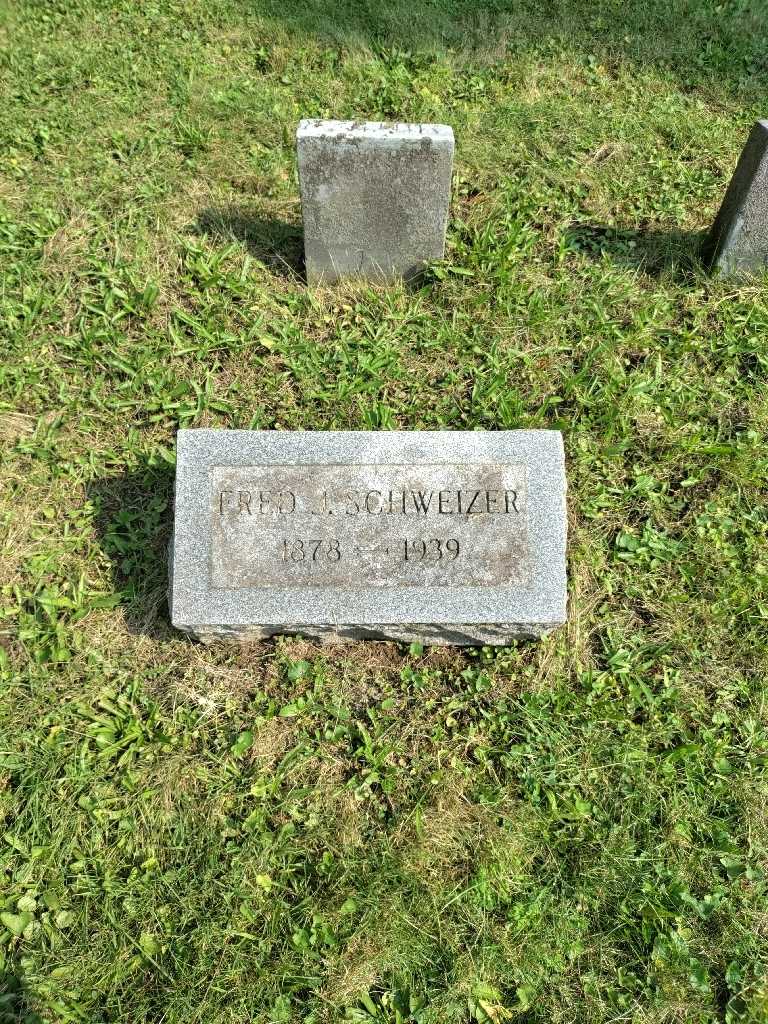 FRED J. SCHWEIZER
1878 — 1939